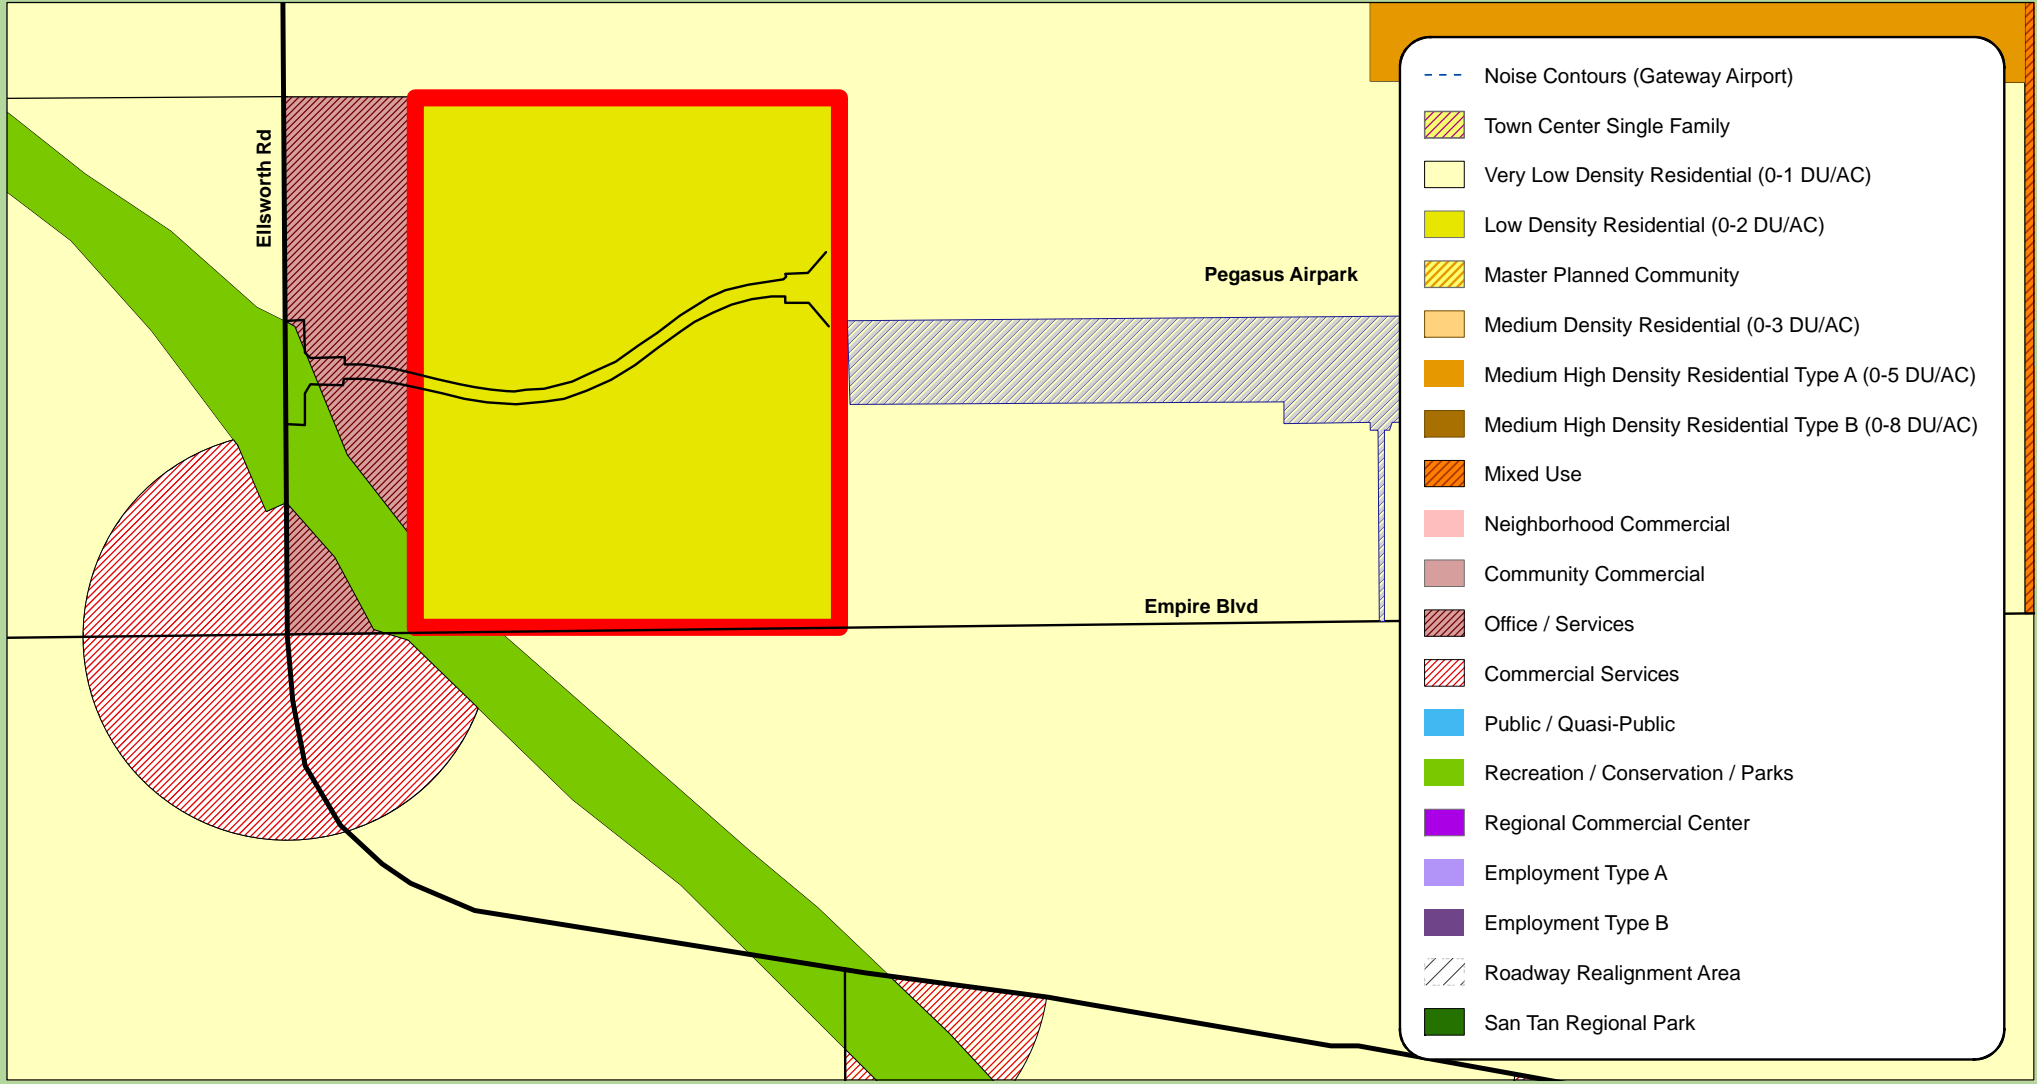 Ellsworth Rd
Pegasus Airpark
Empire Blvd
Noise Contours (Gateway Airport)
Town Center Single Family
Very Low Density Residential (0-1 DU/AC)
Low Density Residential (0-2 DU/AC)
Master Planned Community
Medium Density Residential (0-3 DU/AC)
Medium High Density Residential Type A (0-5 DU/AC)
Medium High Density Residential Type B (0-8 DU/AC)
Mixed Use
Neighborhood Commercial
Community Commercial
Office / Services
Commercial Services
Public / Quasi-Public
Recreation / Conservation / Parks
Regional Commercial Center
Employment Type A
Employment Type B
Roadway Realignment Area
San Tan Regional Park